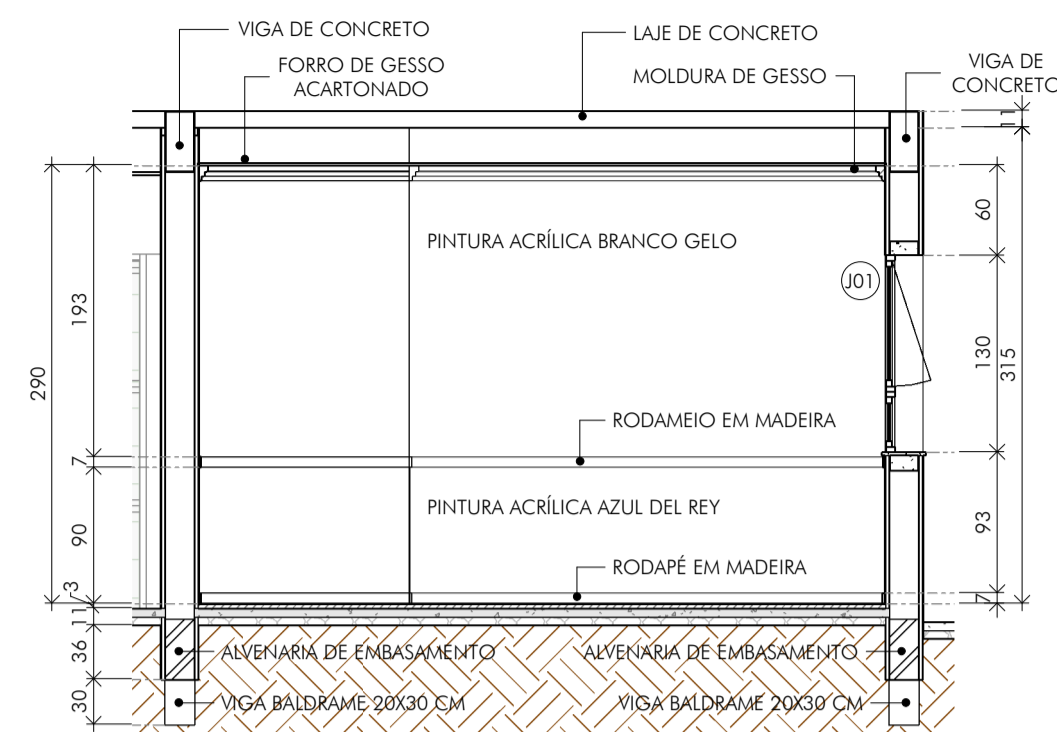 VIGA DE CONCRETO
LAJE DE CONCRETO
FORRO DE GESSO
ACARTONADO
MOLDURA DE GESSO
VIGA DE
CONCRETO
11
60
PINTURA ACRÍLICA BRANCO GELO
J01
193
290
130
315
RODAMEIO EM MADEIRA
7
PINTURA ACRÍLICA AZUL DEL REY
90
93
RODAPÉ EM MADEIRA
3
7
11
36
ALVENARIA DE EMBASAMENTO
ALVENARIA DE EMBASAMENTO
30
VIGA BALDRAME 20X30 CM
VIGA BALDRAME 20X30 CM